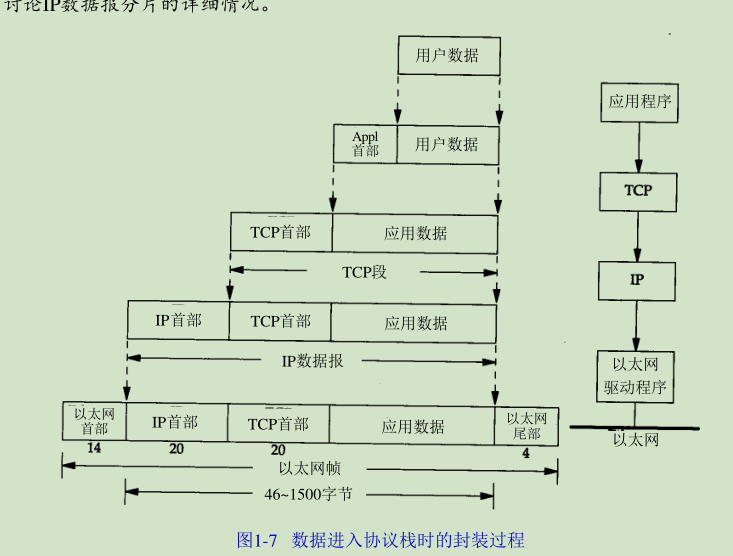 讨论IP数据报分片的详细情况。
用户数据
应用程序
Appl
首部
用户数据
TCP
TCP首部
应用数据
TCP段
IP
IP首部
TCP首部
应用数据
IP数据报
以太网
驱动程序
以太网
首部
IP首部
TCP首部
应用数据
以太网
尾部
以太网
14
20
20
4
以太网帧
46~1500字节
图1-7 数据进入协议栈时的封装过程